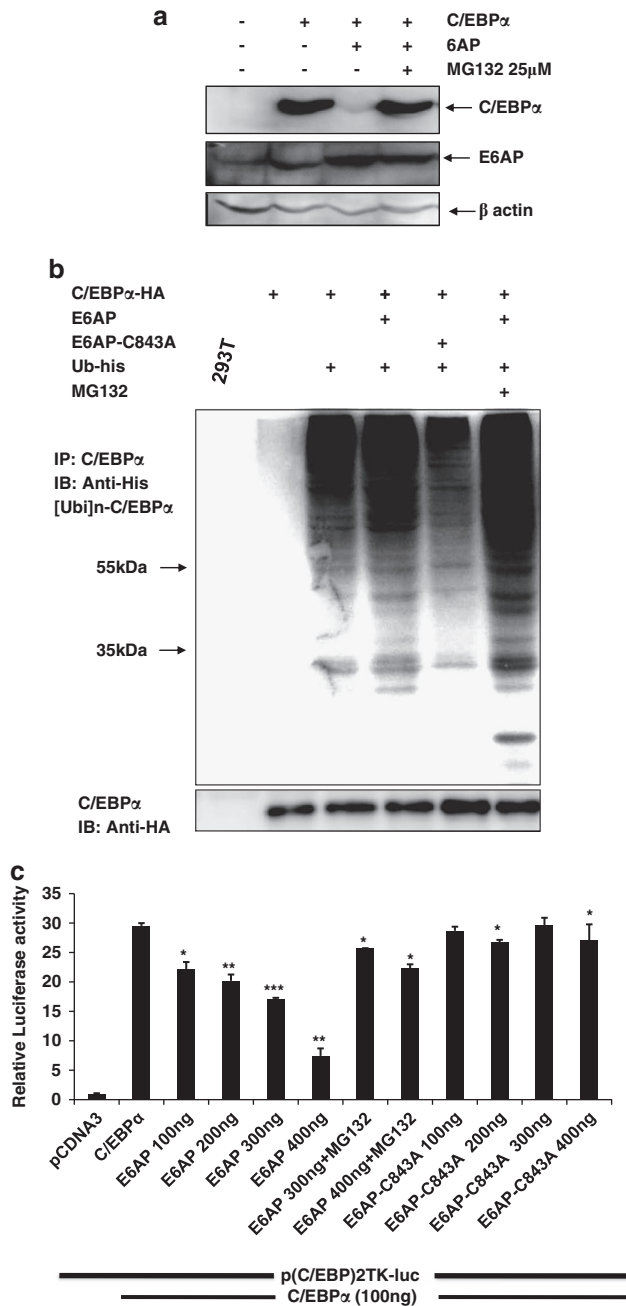 a
- + - + C/EBPα
- - + + 6AP
- - - + MG132 25μM
C/EBPα
E6AP
β actin
b
C/EBPα-HA + + + + +
E6AP + +
E6AP-C843A +
Ub-his + + + +
MG132 +
293T
IP: C/EBPα
IB: Anti-His
[Ubi]n-C/EBPα
55kDa
35kDa
C/EBPα
IB: Anti-HA
c
Relative Luciferase activity
35
30
25
20
15
10
5
0
* ** *** ** * * * *
pCDNA3
C/EBPα
E6AP 100ng
E6AP 200ng
E6AP 300ng
E6AP 400ng
E6AP 300ng+MG132
E6AP 400ng+MG132
E6AP-C843A 100ng
E6AP-C843A 200ng
E6AP-C843A 300ng
E6AP-C843A 400ng
p(C/EBP)2TK-luc
C/EBPα (100ng)